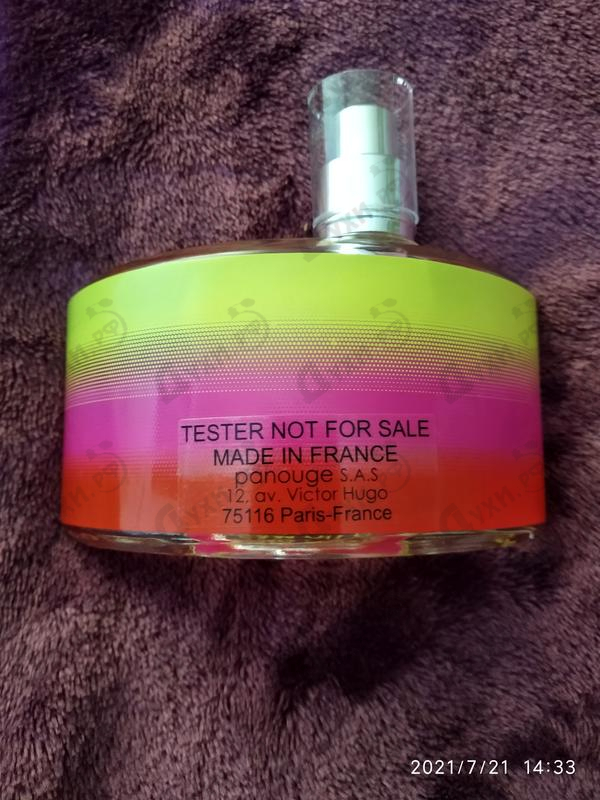 TESTER NOT FOR SALE
MADE IN FRANCE
panouge S.A.S
12, av. Victor Hugo
75116 Paris-France
2021/7/21 14:33